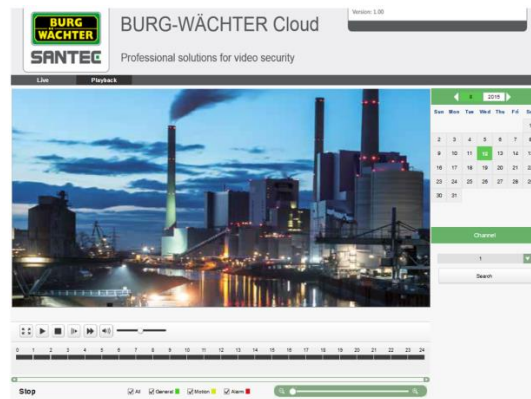 BURG
WÄCHTER
SANTEC
BURG-WÄCHTER Cloud
Professional solutions for video security
Version: 1.00
Live Playback
8 2015
Sun Mon Tue Wed Thu Fri
2 3 4 5 6 7
9 10 11 12 13 14
16 17 18 19 20 21
23 24 25 26 27 28
30 31
Channel
1
Search
0 1 2 3 4 5 6 7 8 9 10 11 12 13 14 15 16 17 18 19 20 21 22 23 24
Stop
All General Motion Alarm